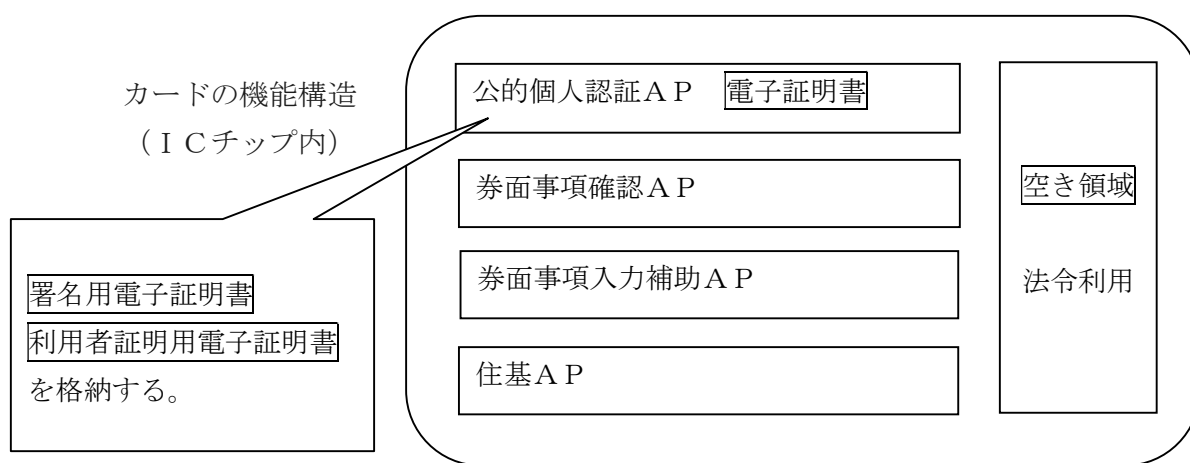 カードの機能構造
（ＩＣチップ内）
公的個人認証ＡＰ　電子証明書
券面事項確認ＡＰ
券面事項入力補助ＡＰ
住基ＡＰ
空き領域
法令利用
署名用電子証明書
利用者証明用電子証明書
を格納する。